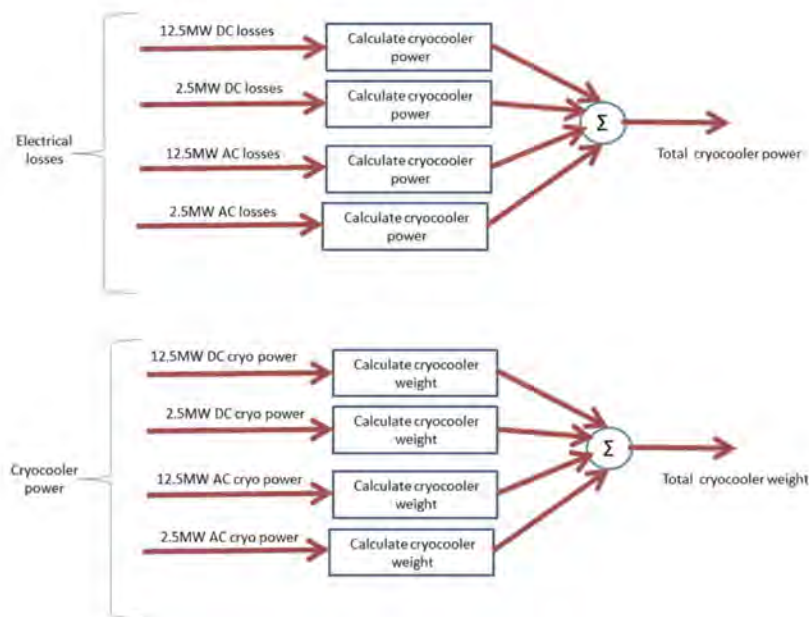 12.5MW DC losses
Calculate cryocooler
power
2.5MW DC losses
Calculate cryocooler
power
Electrical
losses
Σ
12.5MW AC losses
Calculate cryocooler
power
Total cryocooler power
2.5MW AC losses
Calculate cryocooler
power
12.5MW DC cryo power
Calculate cryocooler
weight
2.5MW DC cryo power
Calculate cryocooler
weight
Σ
Cryocooler
power
12.5MW AC cryo power
Calculate cryocooler
weight
Total cryocooler weight
2.5MW AC cryo power
Calculate cryocooler
weight